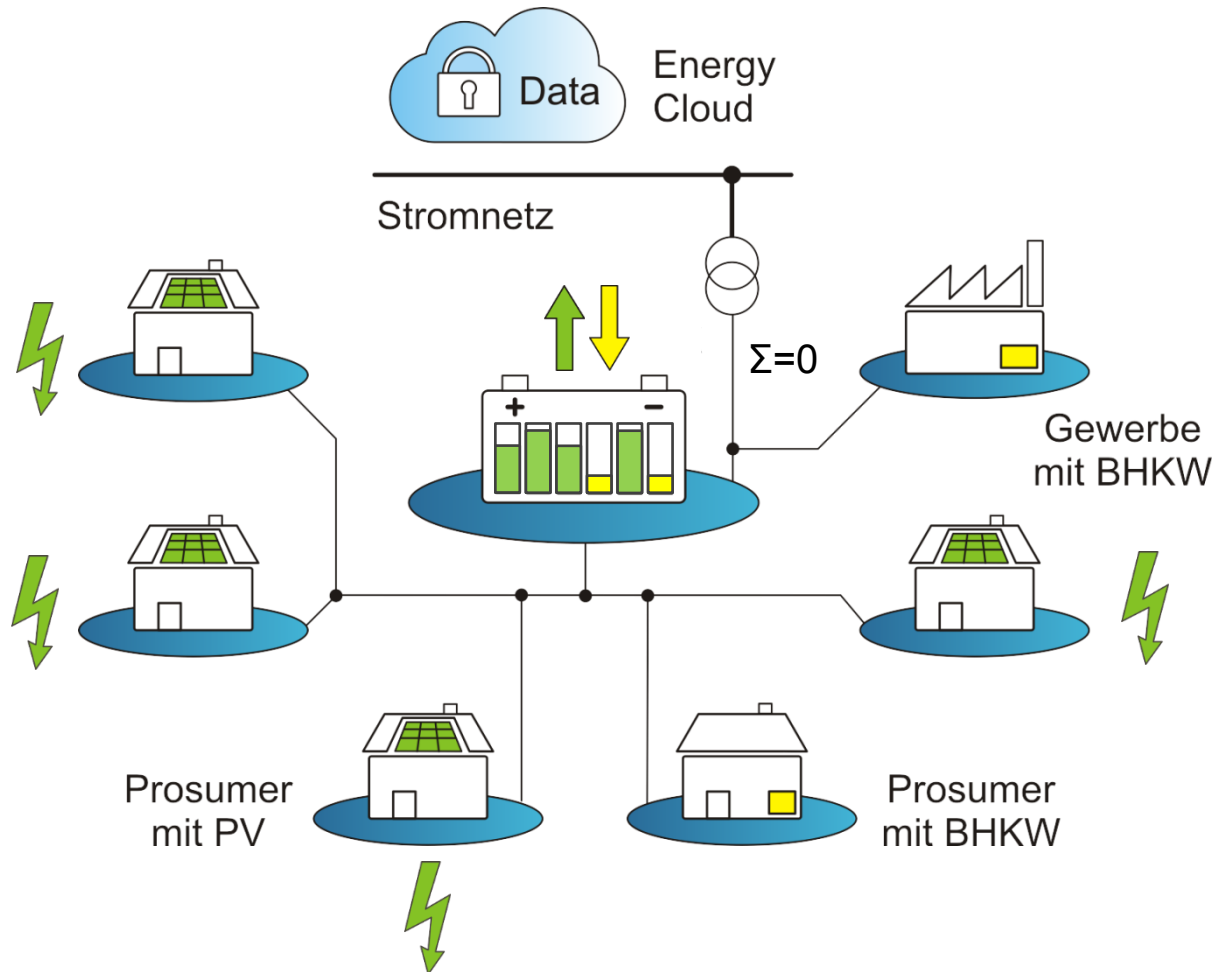 Data
Energy
Cloud
Stromnetz
Σ=0
+ −
Gewerbe
mit BHKW
Prosumer
mit PV
Prosumer
mit BHKW